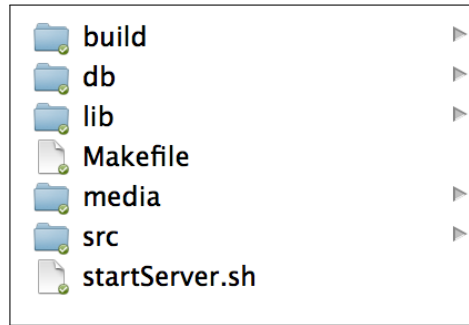 build
db
lib
Makefile
media
src
startServer.sh